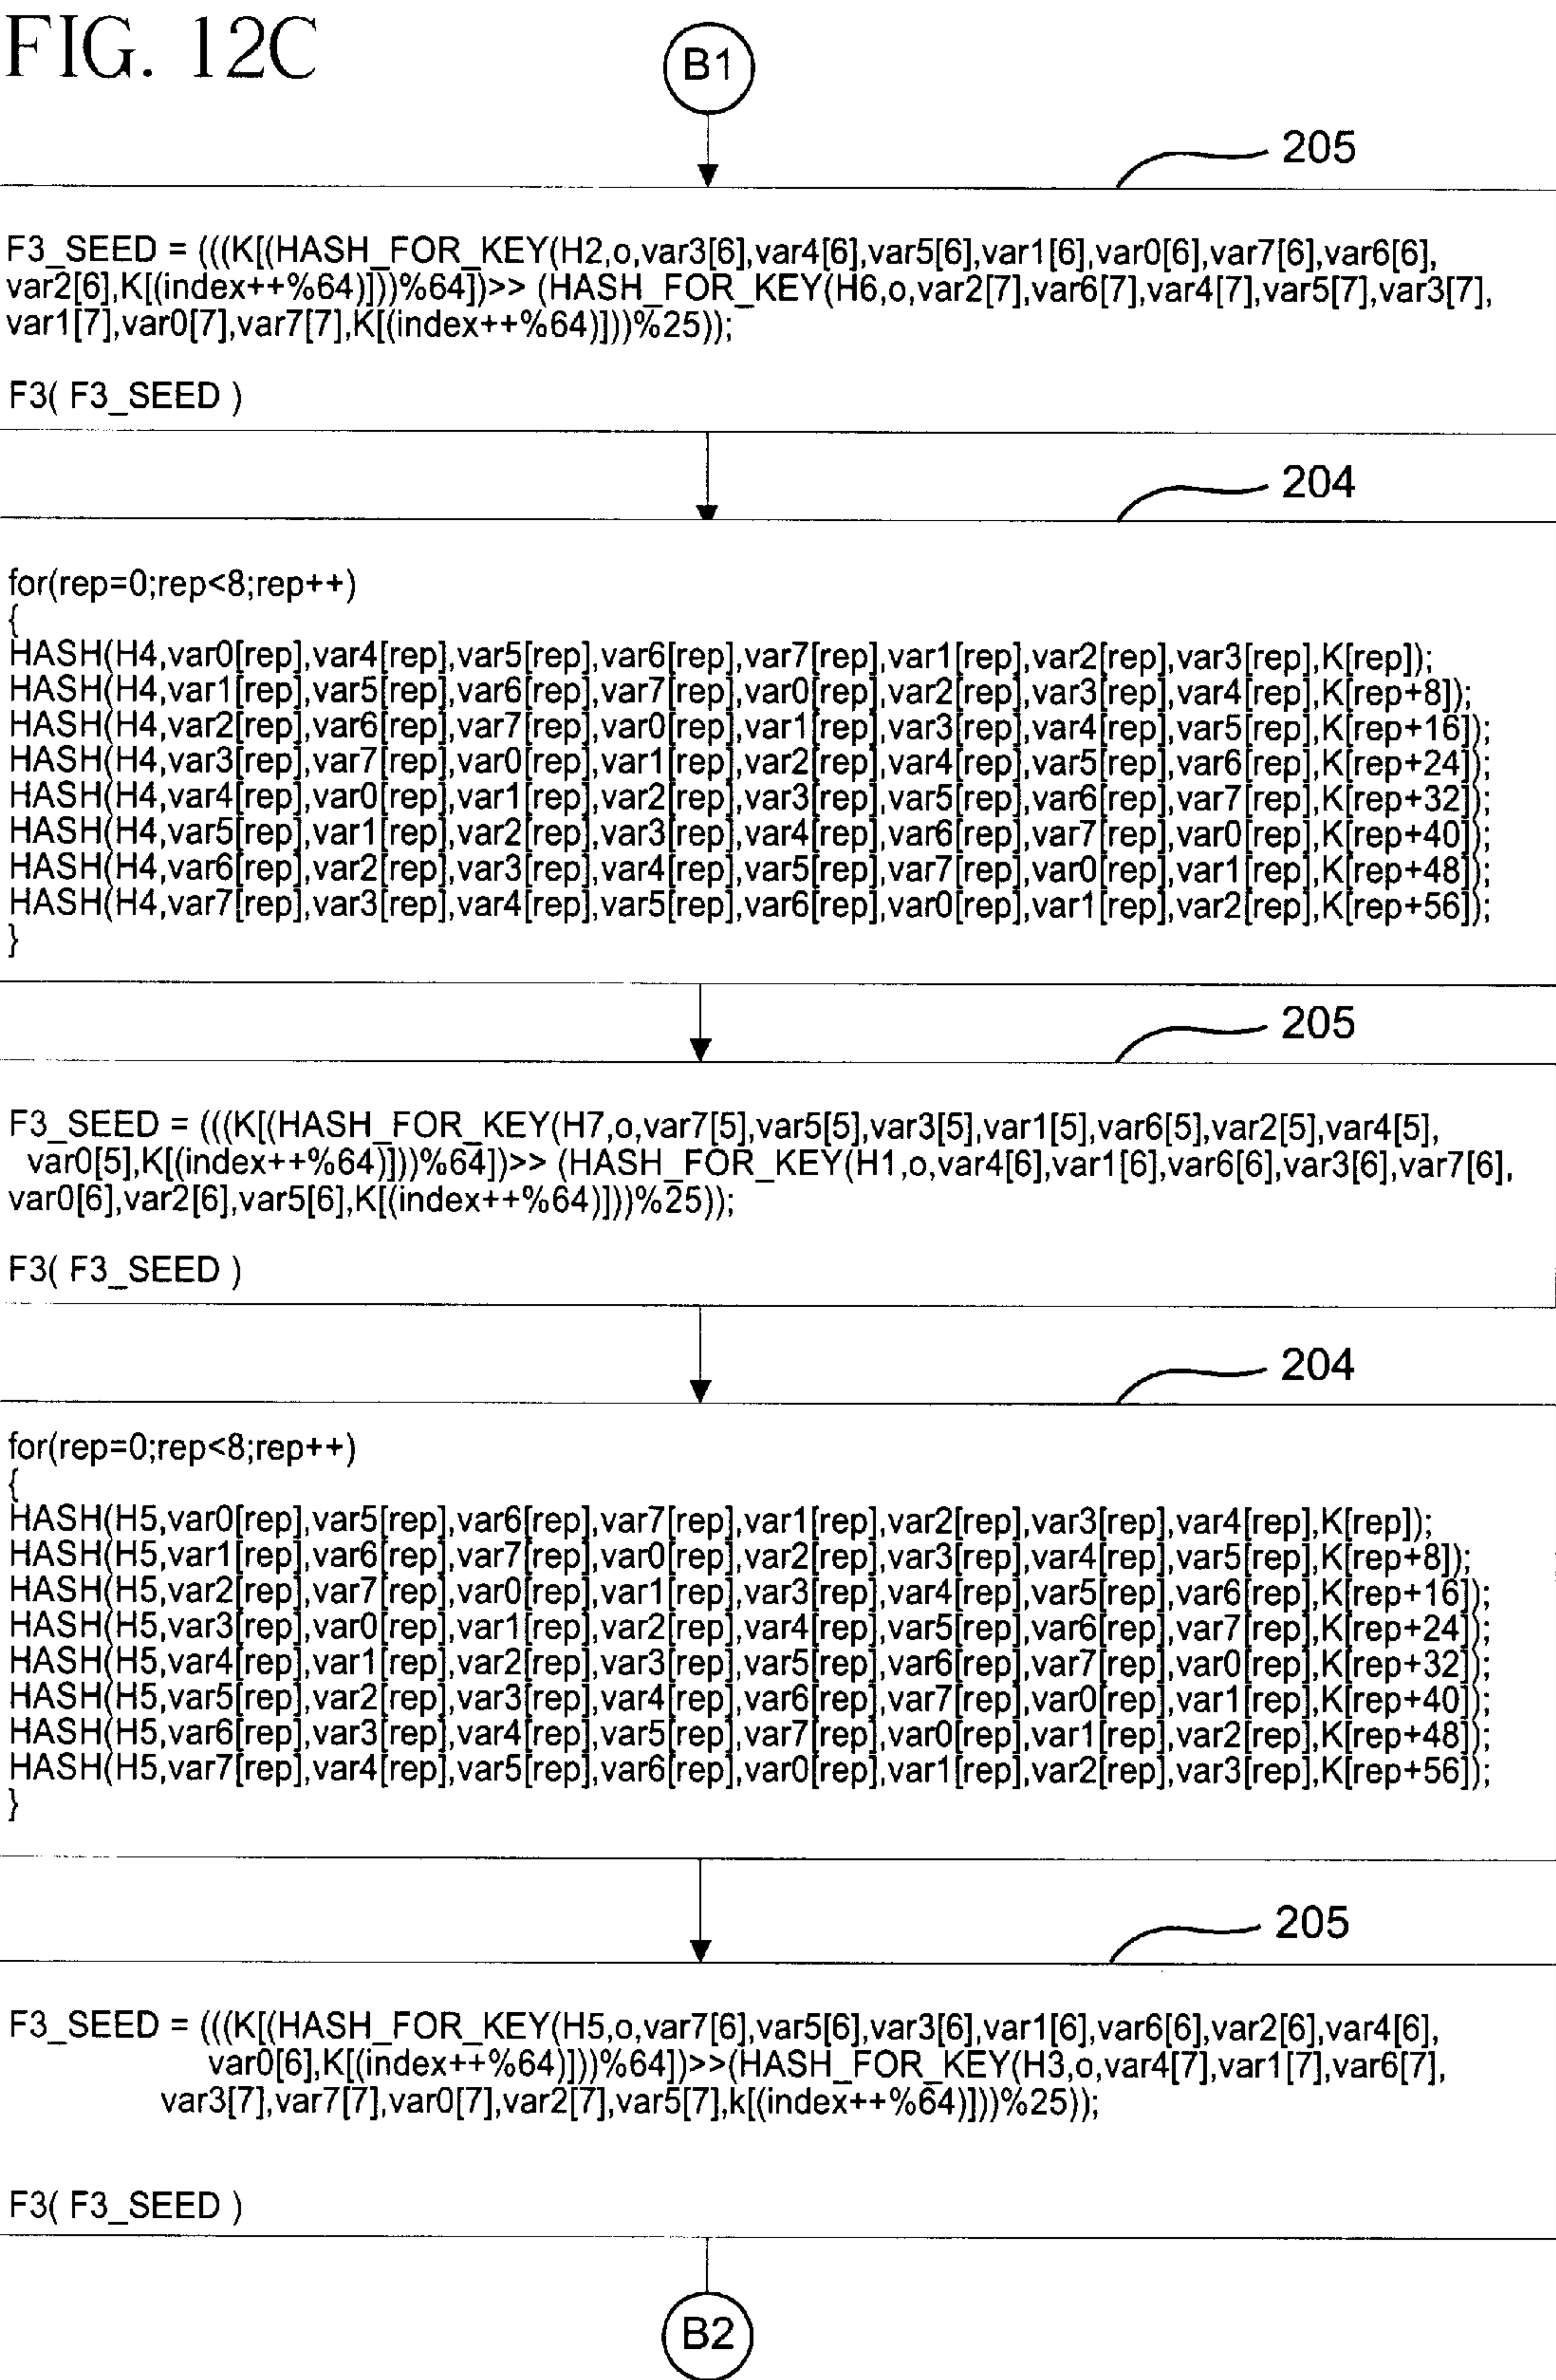 FIG. 12C
B1
205
F3_SEED = (((K[(HASH_FOR_KEY(H2,o,var3[6],var4[6],var5[6],var1[6],var0[6],var7[6],var6[6],
var2[6],K[(index++%64)]))%64])>> (HASH_FOR_KEY(H6,o,var2[7],var6[7],var4[7],var5[7],var3[7],
var1[7],var0[7],var7[7],K[(index++%64)]))%25));
F3( F3_SEED )
204
for(rep=0;rep<8;rep++)
{
HASH(H4,var0[rep],var4[rep],var5[rep],var6[rep],var7[rep],var1[rep],var2[rep],var3[rep],K[rep]);
HASH(H4,var1[rep],var5[rep],var6[rep],var7[rep],var0[rep],var2[rep],var3[rep],var4[rep],K[rep+8]);
HASH(H4,var2[rep],var6[rep],var7[rep],var0[rep],var1[rep],var3[rep],var4[rep],var5[rep],K[rep+16]);
HASH(H4,var3[rep],var7[rep],var0[rep],var1[rep],var2[rep],var4[rep],var5[rep],var6[rep],K[rep+24]);
HASH(H4,var4[rep],var0[rep],var1[rep],var2[rep],var3[rep],var5[rep],var6[rep],var7[rep],K[rep+32]);
HASH(H4,var5[rep],var1[rep],var2[rep],var3[rep],var4[rep],var6[rep],var7[rep],var0[rep],K[rep+40]);
HASH(H4,var6[rep],var2[rep],var3[rep],var4[rep],var5[rep],var7[rep],var0[rep],var1[rep],K[rep+48]);
HASH(H4,var7[rep],var3[rep],var4[rep],var5[rep],var6[rep],var0[rep],var1[rep],var2[rep],K[rep+56]);
}
205
F3_SEED = (((K[(HASH_FOR_KEY(H7,o,var7[5],var5[5],var3[5],var1[5],var6[5],var2[5],var4[5],
var0[5],K[(index++%64)]))%64])>> (HASH_FOR_KEY(H1,o,var4[6],var1[6],var6[6],var3[6],var7[6],
var0[6],var2[6],var5[6],K[(index++%64)]))%25));
F3( F3_SEED )
204
for(rep=0;rep<8;rep++)
{
HASH(H5,var0[rep],var5[rep],var6[rep],var7[rep],var1[rep],var2[rep],var3[rep],var4[rep],K[rep]);
HASH(H5,var1[rep],var6[rep],var7[rep],var0[rep],var2[rep],var3[rep],var4[rep],var5[rep],K[rep+8]);
HASH(H5,var2[rep],var7[rep],var0[rep],var1[rep],var3[rep],var4[rep],var5[rep],var6[rep],K[rep+16]);
HASH(H5,var3[rep],var0[rep],var1[rep],var2[rep],var4[rep],var5[rep],var6[rep],var7[rep],K[rep+24]);
HASH(H5,var4[rep],var1[rep],var2[rep],var3[rep],var5[rep],var6[rep],var7[rep],var0[rep],K[rep+32]);
HASH(H5,var5[rep],var2[rep],var3[rep],var4[rep],var6[rep],var7[rep],var0[rep],var1[rep],K[rep+40]);
HASH(H5,var6[rep],var3[rep],var4[rep],var5[rep],var7[rep],var0[rep],var1[rep],var2[rep],K[rep+48]);
HASH(H5,var7[rep],var4[rep],var5[rep],var6[rep],var0[rep],var1[rep],var2[rep],var3[rep],K[rep+56]);
}
205
F3_SEED = (((K[(HASH_FOR_KEY(H5,o,var7[6],var5[6],var3[6],var1[6],var6[6],var2[6],var4[6],
var0[6],K[(index++%64)]))%64])>>(HASH_FOR_KEY(H3,o,var4[7],var1[7],var6[7],
var3[7],var7[7],var0[7],var2[7],var5[7],k[(index++%64)]))%25));
F3( F3_SEED )
B2